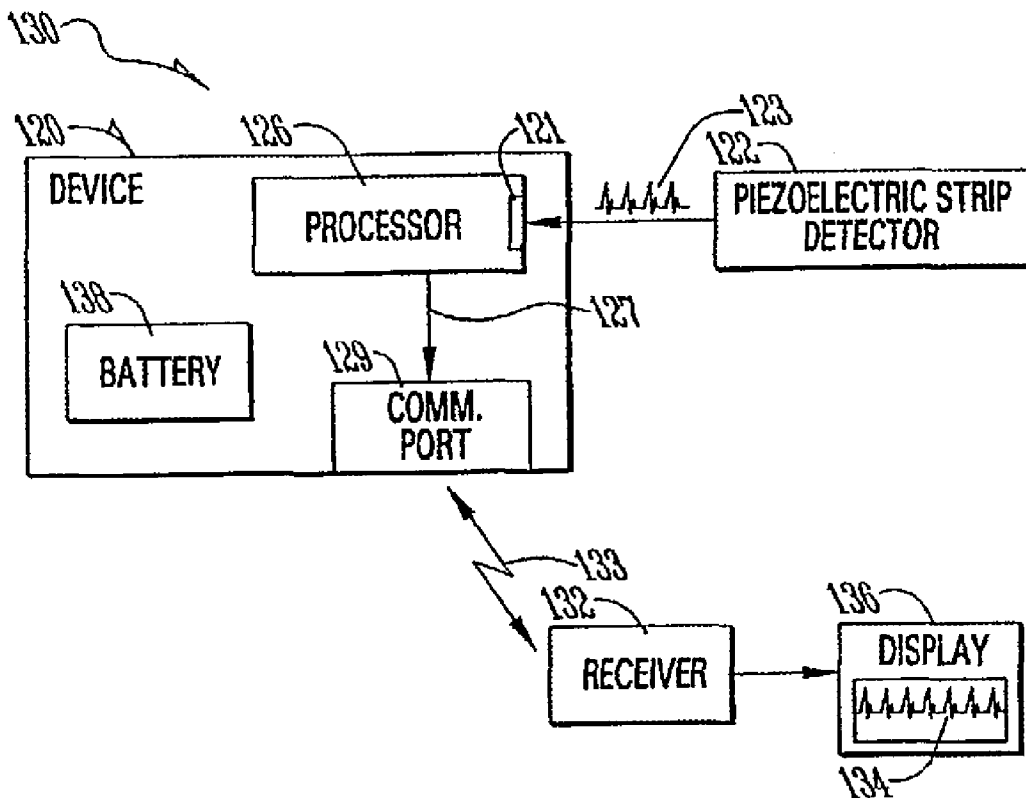 130
120
126
121
123
122
DEVICE
PROCESSOR
PIEZOELECTRIC STRIP
DETECTOR
138
127
BATTERY
129
COMM.
PORT
133
132
136
RECEIVER
DISPLAY
134